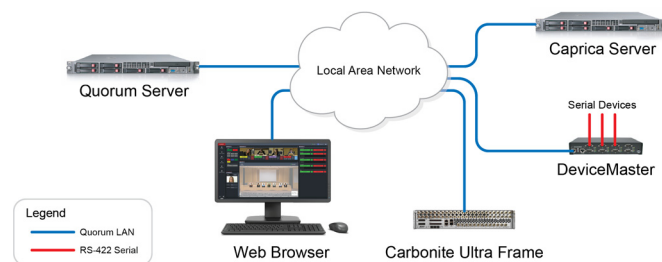 Local Area Network
Quorum Server
Caprica Server
Serial Devices
DeviceMaster
Web Browser
Carbonite Ultra Frame
Legend
Quorum LAN
RS-422 Serial